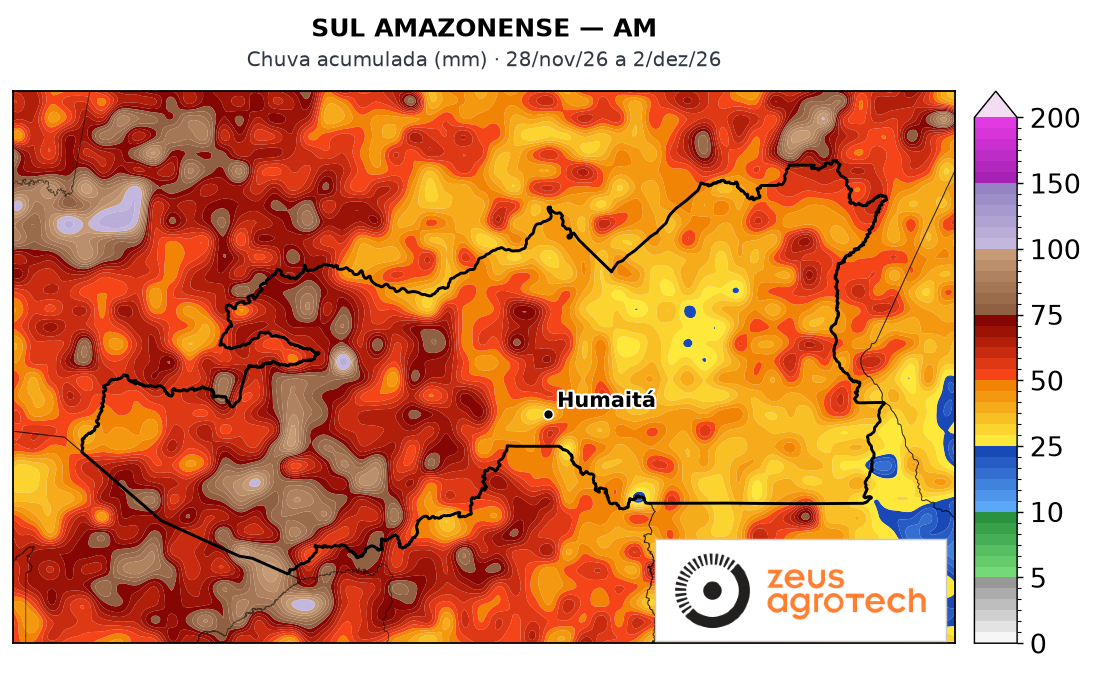 SUL AMAZONENSE — AM
Chuva acumulada (mm) · 28/nov/26 a 2/dez/26
200
150
100
75
50
25
10
5
0
Humaitá
zeus
agrotech